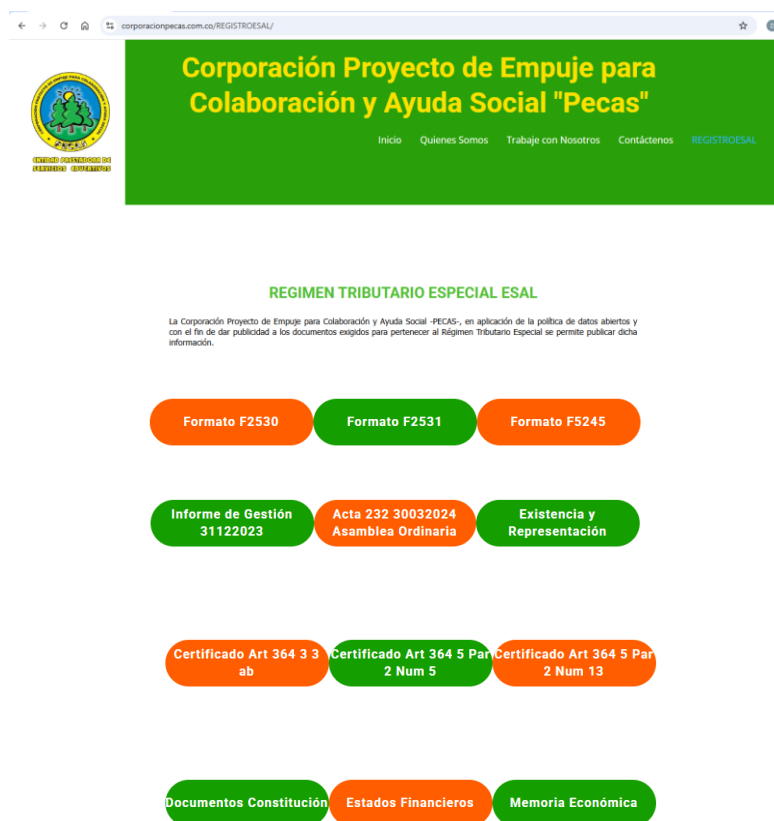 corporacionpecas.com.co/REGISTROESAL/
Corporación Proyecto de Empuje para
Colaboración y Ayuda Social "Pecas"
Inicio Quienes Somos Trabaje con Nosotros Contáctenos REGISTROESAL
PECAS
ENTIDAD PRESTADORA DE
SERVICIOS EDUCATIVOS
REGIMEN TRIBUTARIO ESPECIAL ESAL
La Corporación Proyecto de Empuje para Colaboración y Ayuda Social -PECAS-, en aplicación de la política de datos abiertos y
con el fin de dar publicidad a los documentos exigidos para pertenecer al Régimen Tributario Especial se permite publicar dicha
información.
Formato F2530 Formato F2531 Formato F5245
Informe de Gestión
31122023
Acta 232 30032024
Asamblea Ordinaria
Existencia y
Representación
Certificado Art 364 3 3
ab
Certificado Art 364 5 Par
2 Num 5
Certificado Art 364 5 Par
2 Num 13
Documentos Constitución Estados Financieros Memoria Económica